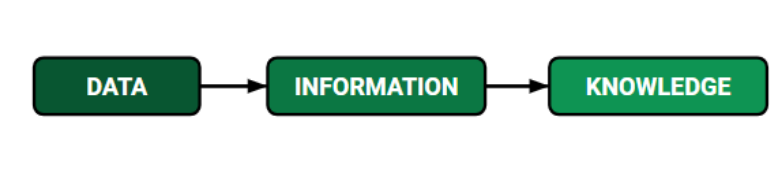 DATA
INFORMATION
KNOWLEDGE